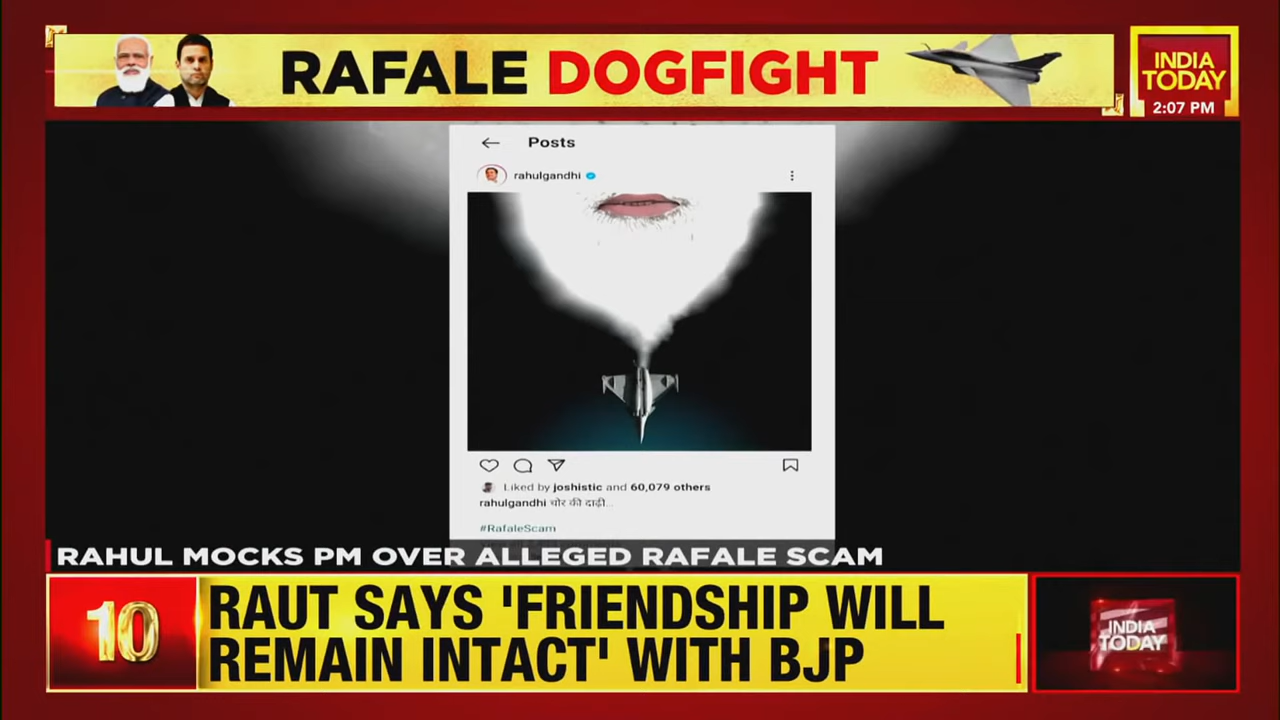 RAFALE DOGFIGHT
INDIA
TODAY
2:07 PM
Posts
rahulgandhi
Liked by joshistic and 60,079 others
rahulgandhi चोर की दाढ़ी...
#RafaleScam
RAHUL MOCKS PM OVER ALLEGED RAFALE SCAM
10
RAUT SAYS 'FRIENDSHIP WILL
REMAIN INTACT' WITH BJP
INDIA
TODAY